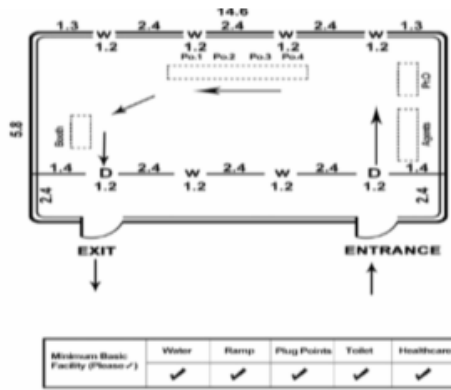 14.6
1.3 W 2.4 W 2.4 W 2.4 W 1.3
1.2 1.2 1.2 1.2
Po.1 Po.2 Po.3 Po.4
PrO
5.8
Booth
Agents
1.4 D 2.4 W 2.4 W 2.4 D 1.4
1.2 1.2 1.2 1.2
2.4 2.4
EXIT ENTRANCE
Minimum Basic Facility (Please ✓) Water Ramp Plug Points Toilet Healthcare
✓ ✓ ✓ ✓ ✓